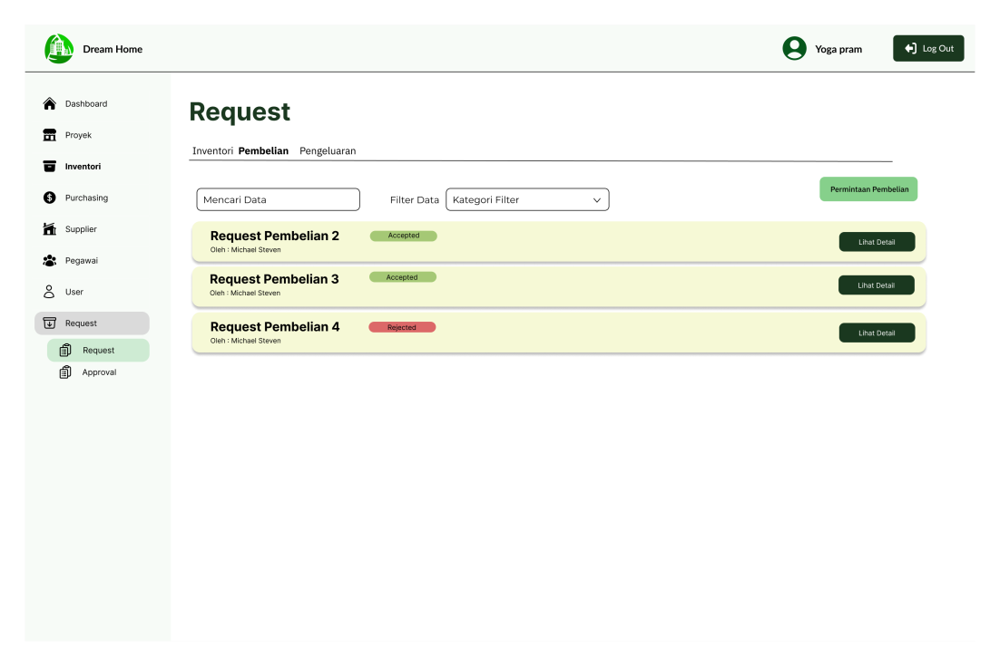 Dream Home
Yoga pram
Log Out
Dashboard
Proyek
Inventori
Purchasing
Supplier
Pegawai
User
Request
Request
Approval
Request
Inventori Pembelian Pengeluaran
Mencari Data
Filter Data
Kategori Filter
Permintaan Pembelian
Request Pembelian 2
Accepted
Oleh : Michael Steven
Lihat Detail
Request Pembelian 3
Accepted
Oleh : Michael Steven
Lihat Detail
Request Pembelian 4
Rejected
Oleh : Michael Steven
Lihat Detail